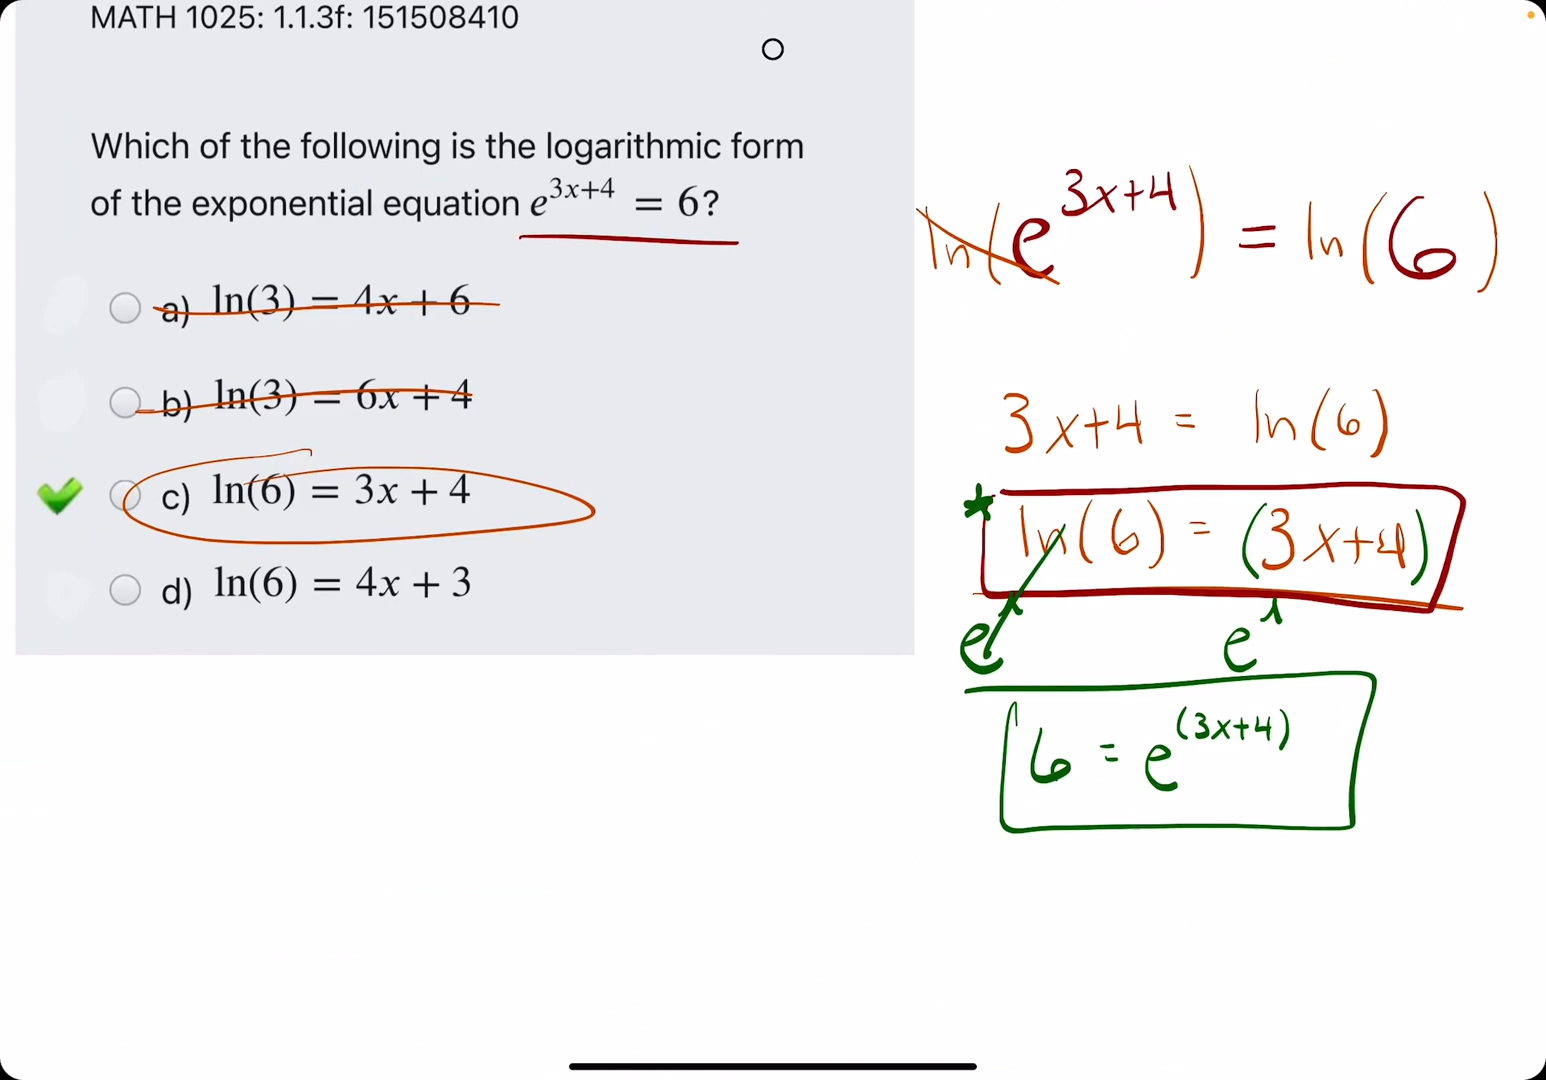 MATH 1025: 1.1.3f: 151508410
Which of the following is the logarithmic form
of the exponential equation e^{3x+4} = 6?
a) ln(3) = 4x + 6
b) ln(3) = 6x + 4
c) ln(6) = 3x + 4
d) ln(6) = 4x + 3
ln(e^{3x+4}) = ln(6)
3x+4 = ln(6)
* ln(6) = (3x+4)
e e
6 = e^{(3x+4)}